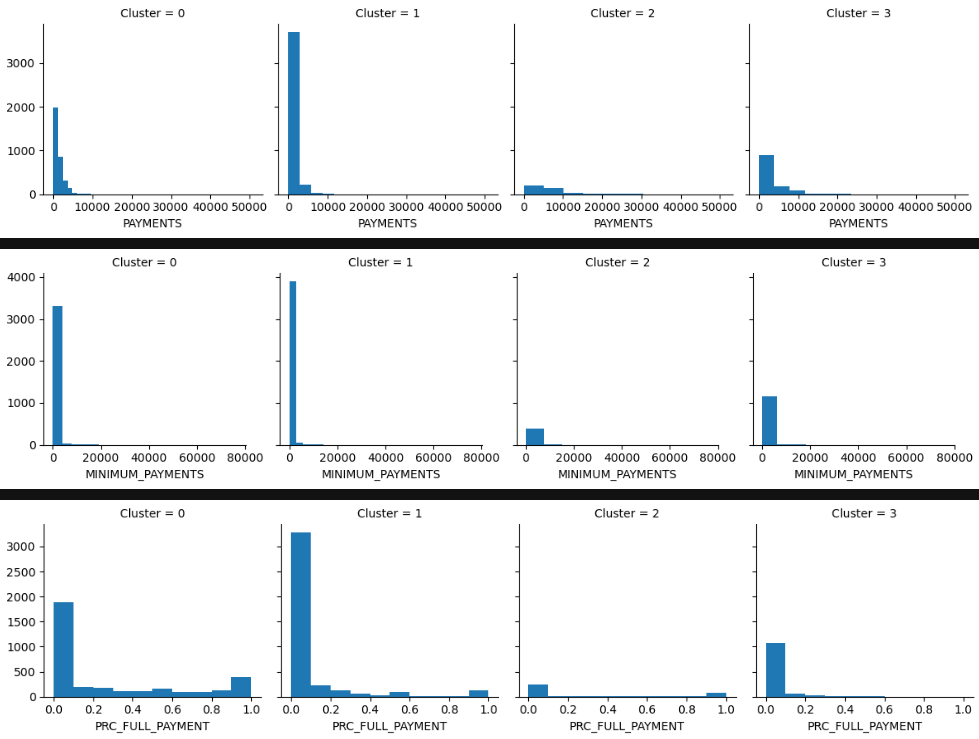 Cluster = 0 Cluster = 1 Cluster = 2 Cluster = 3
3000
2000
1000
0
0 10000 20000 30000 40000 50000 0 10000 20000 30000 40000 50000 0 10000 20000 30000 40000 50000 0 10000 20000 30000 40000 50000
PAYMENTS PAYMENTS PAYMENTS PAYMENTS
Cluster = 0 Cluster = 1 Cluster = 2 Cluster = 3
4000
3000
2000
1000
0
0 20000 40000 60000 80000 0 20000 40000 60000 80000 0 20000 40000 60000 80000 0 20000 40000 60000 80000
MINIMUM_PAYMENTS MINIMUM_PAYMENTS MINIMUM_PAYMENTS MINIMUM_PAYMENTS
Cluster = 0 Cluster = 1 Cluster = 2 Cluster = 3
3000
2500
2000
1500
1000
500
0
0.0 0.2 0.4 0.6 0.8 1.0 0.0 0.2 0.4 0.6 0.8 1.0 0.0 0.2 0.4 0.6 0.8 1.0 0.0 0.2 0.4 0.6 0.8 1.0
PRC_FULL_PAYMENT PRC_FULL_PAYMENT PRC_FULL_PAYMENT PRC_FULL_PAYMENT